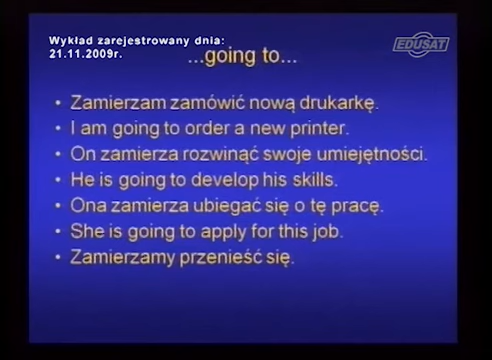 Wykład zarejestrowany dnia:
21.11.2009r.
EDUSAT
...going to...
• Zamierzam zamówić nową drukarkę.
• I am going to order a new printer.
• On zamierza rozwinąć swoje umiejętności.
• He is going to develop his skills.
• Ona zamierza ubiegać się o tę pracę.
• She is going to apply for this job.
• Zamierzamy przenieść się.